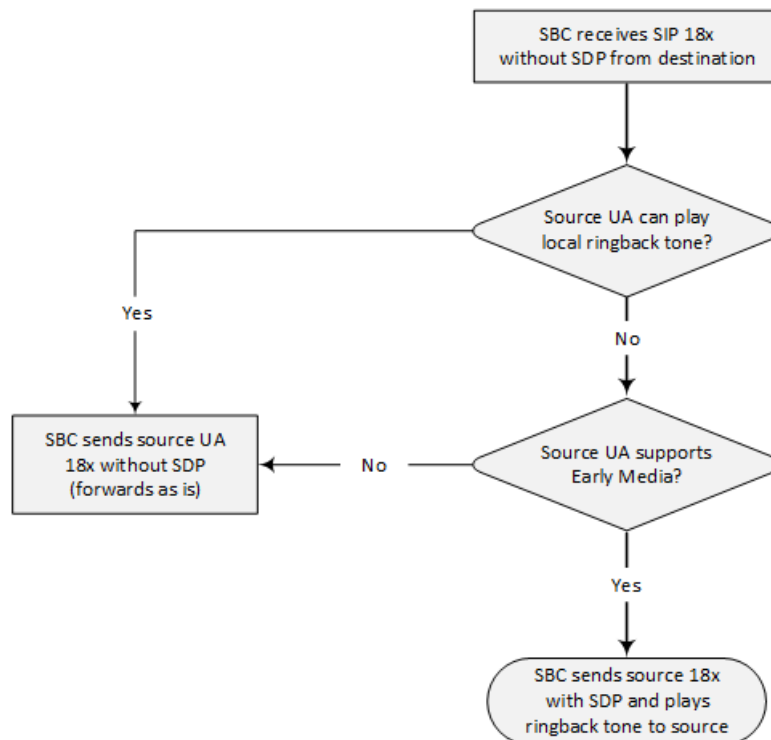 SBC receives SIP 18x
without SDP from destination
Source UA can play
local ringback tone?
Yes
No
SBC sends source UA
18x without SDP
(forwards as is)
No
Source UA supports
Early Media?
Yes
SBC sends source 18x
with SDP and plays
ringback tone to source